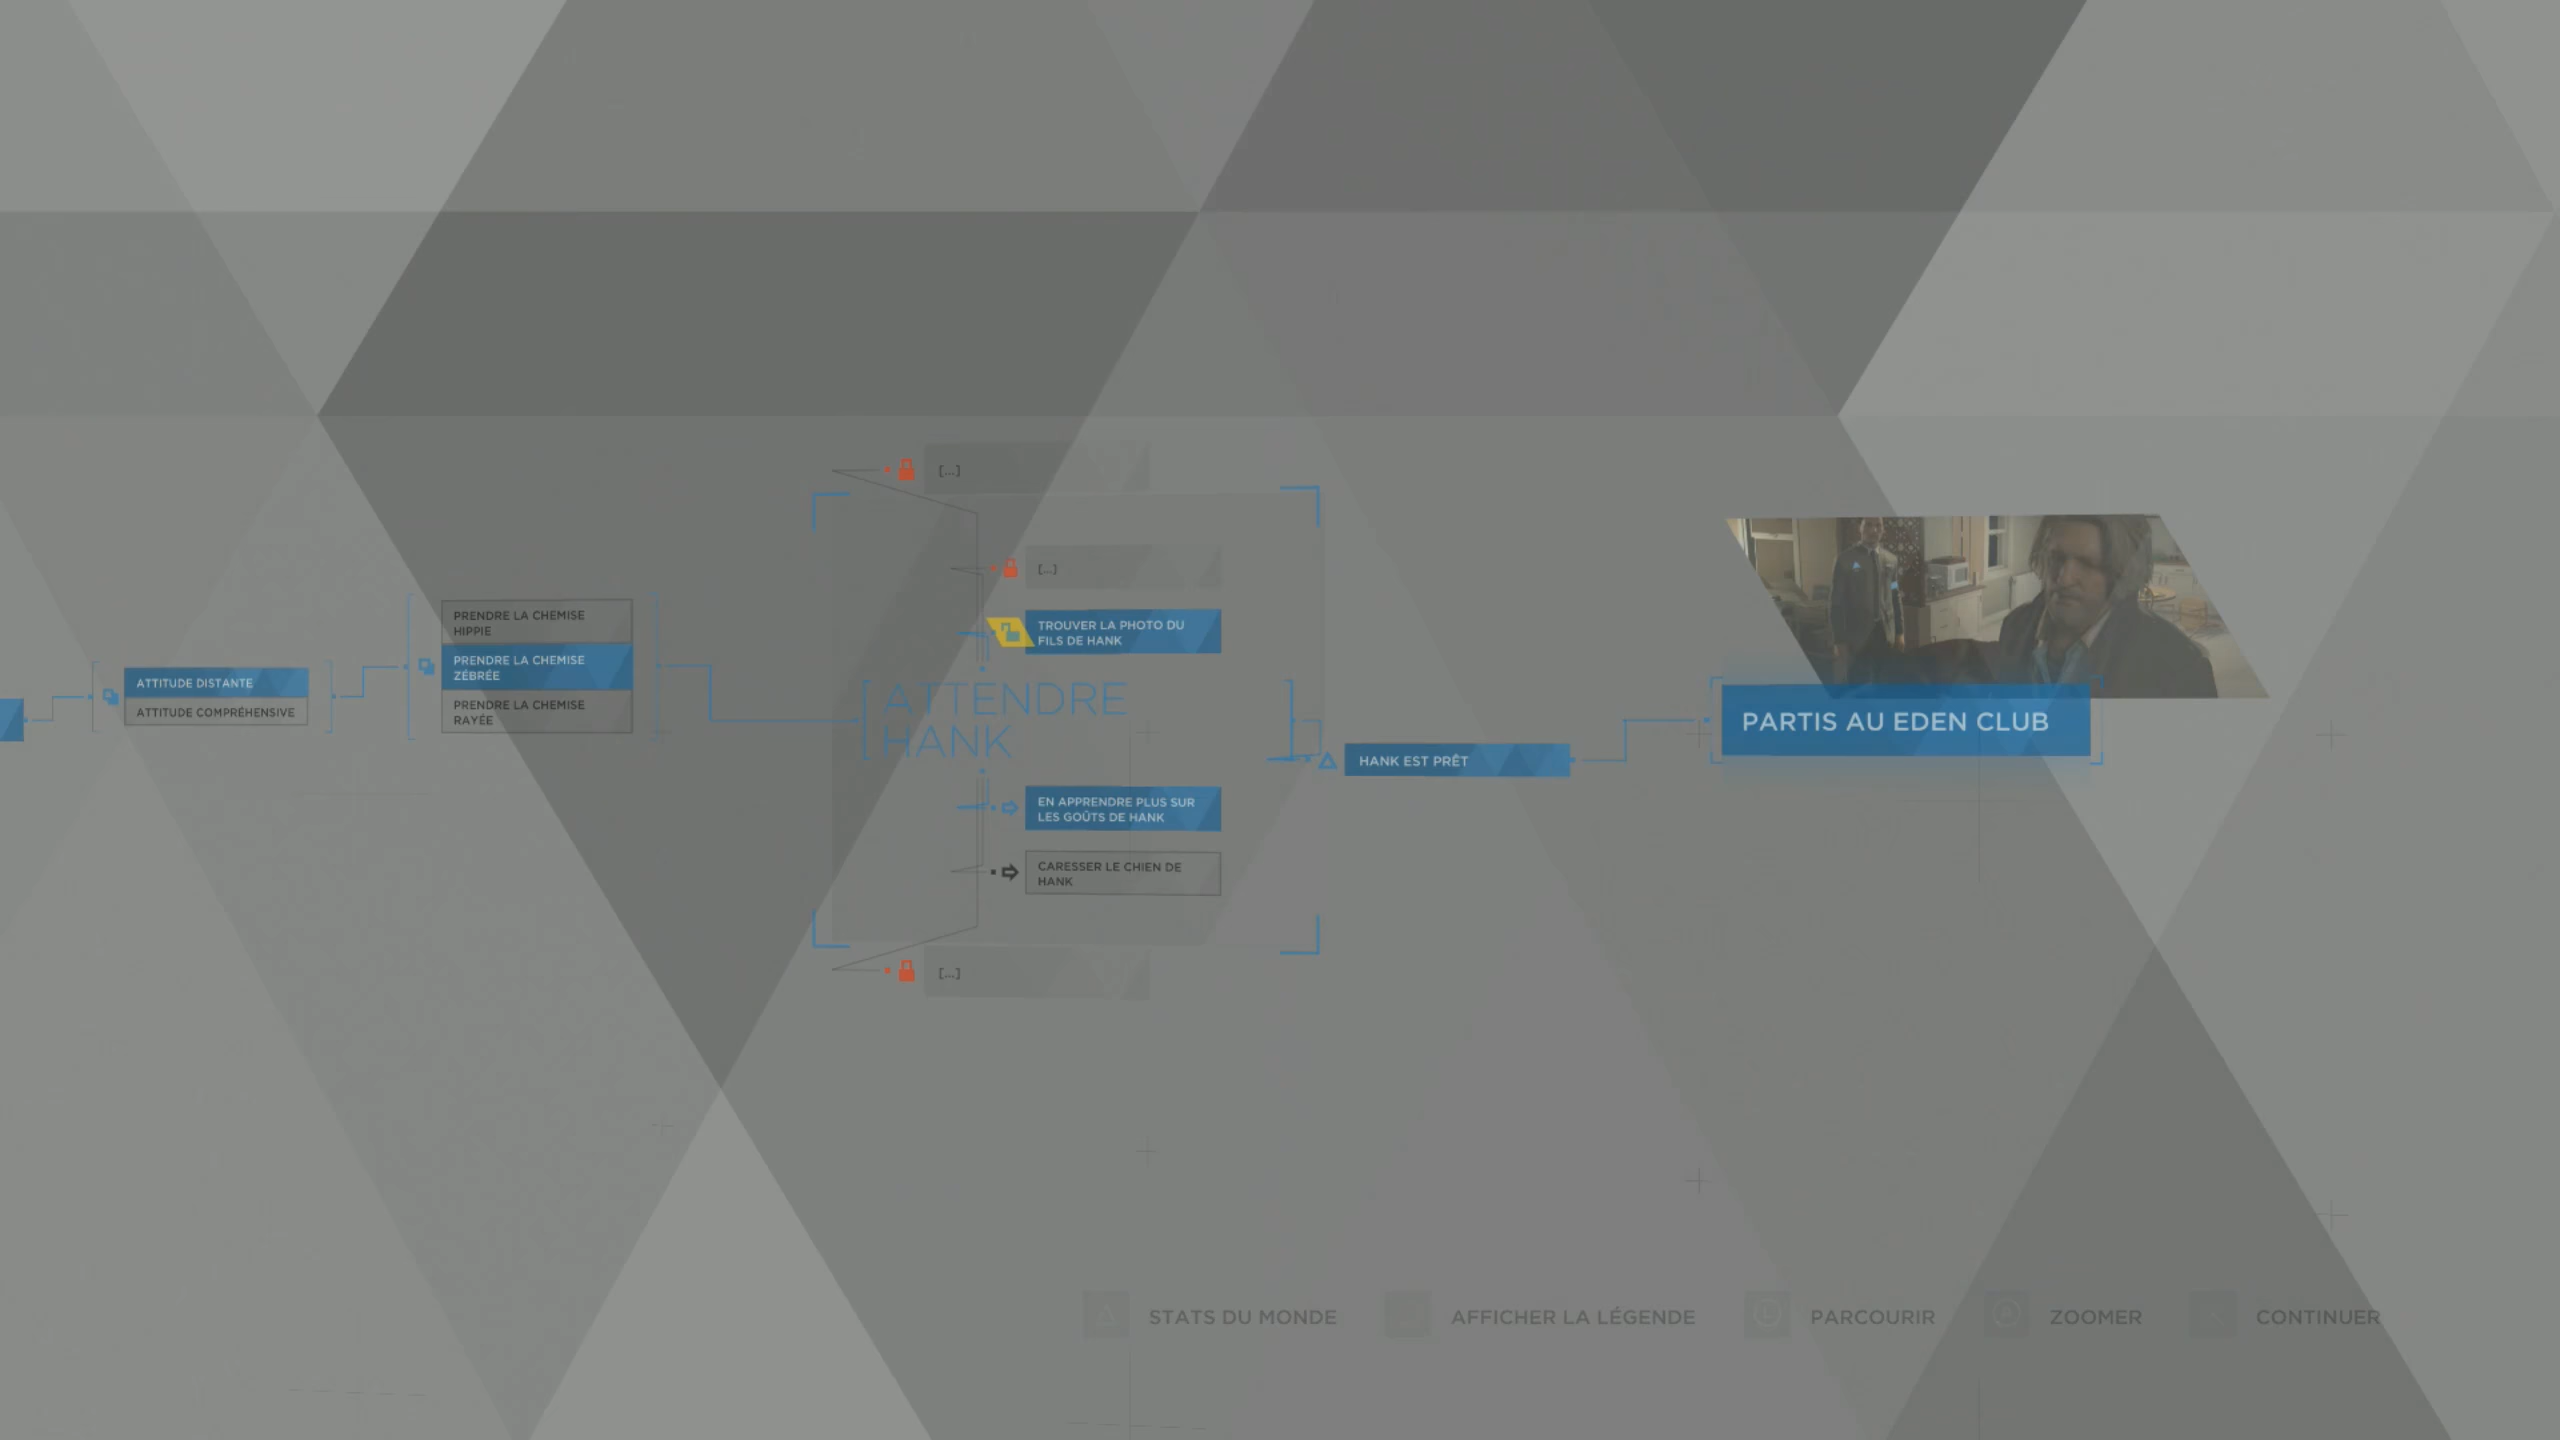 ATTITUDE DISTANTE
ATTITUDE COMPRÉHENSIVE
PRENDRE LA CHEMISE
HIPPIE
PRENDRE LA CHEMISE
ZÉBRÉE
PRENDRE LA CHEMISE
RAYÉE
[...]
[...]
TROUVER LA PHOTO DU
FILS DE HANK
ATTENDRE
HANK
EN APPRENDRE PLUS SUR
LES GOÛTS DE HANK
CARESSER LE CHIEN DE
HANK
[...]
HANK EST PRÊT
PARTIS AU EDEN CLUB
STATS DU MONDE
AFFICHER LA LÉGENDE
PARCOURIR
ZOOMER
CONTINUER